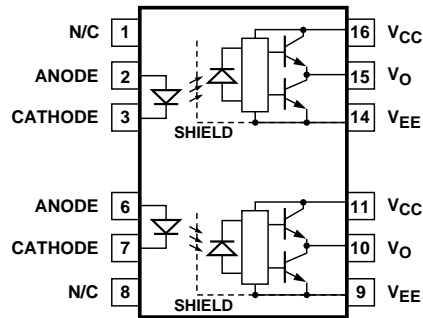 N/C 1 16 VCC
ANODE 2 15 VO
CATHODE 3 14 VEE
SHIELD
ANODE 6 11 VCC
CATHODE 7 10 VO
N/C 8 9 VEE
SHIELD